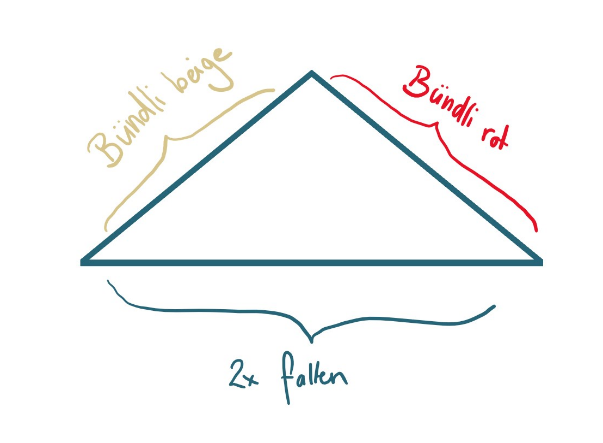 Bündli beige
Bündli rot
2x falten